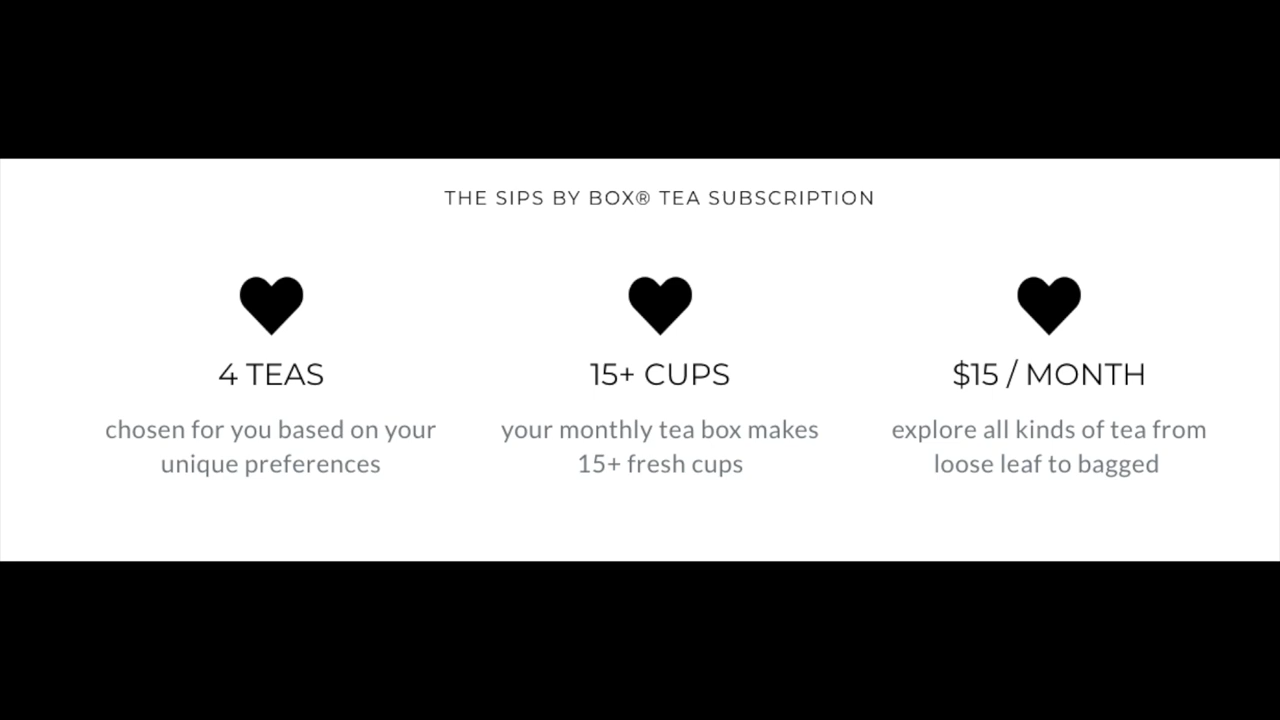 THE SIPS BY BOX® TEA SUBSCRIPTION
4 TEAS
chosen for you based on your
unique preferences
15+ CUPS
your monthly tea box makes
15+ fresh cups
$15 / MONTH
explore all kinds of tea from
loose leaf to bagged